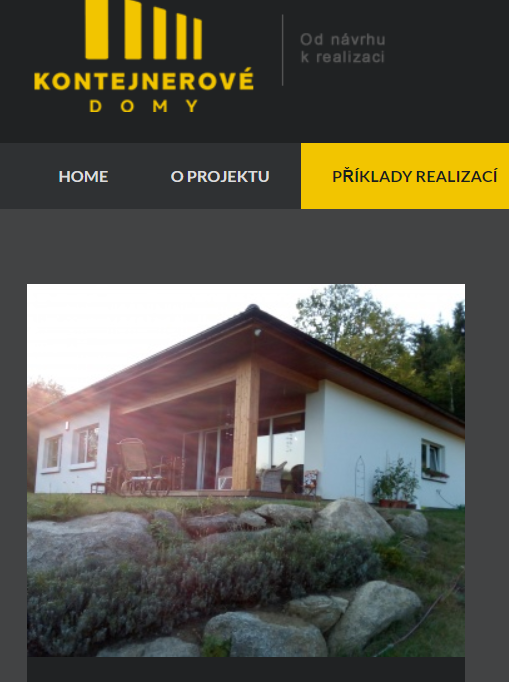 KONTEJNEROVÉ
DOMY
Od návrhu
k realizaci
HOME
O PROJEKTU
PŘÍKLADY REALIZACÍ